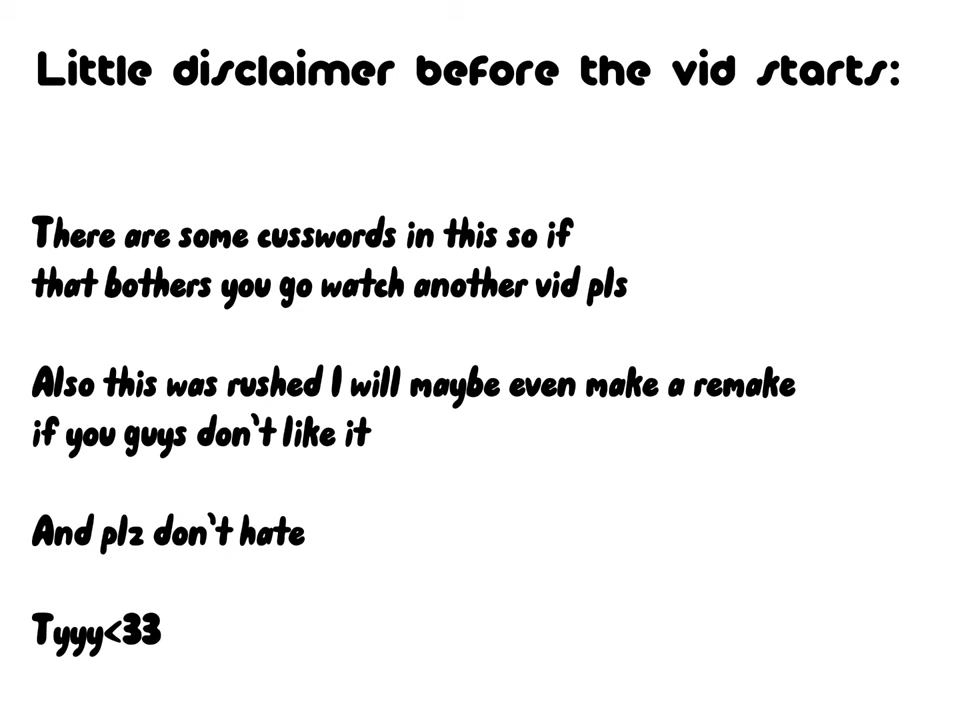 Little disclaimer before the vid starts:
There are some cusswords in this so if
that bothers you go watch another vid pls
Also this was rushed I will maybe even make a remake
if you guys don't like it
And plz don't hate
Tyyy<33